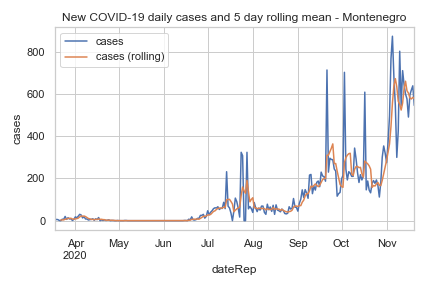 New COVID-19 daily cases and 5 day rolling mean - Montenegro
cases
cases (rolling)
800
600
400
200
0
cases
Apr May Jun Jul Aug Sep Oct Nov
2020
dateRep